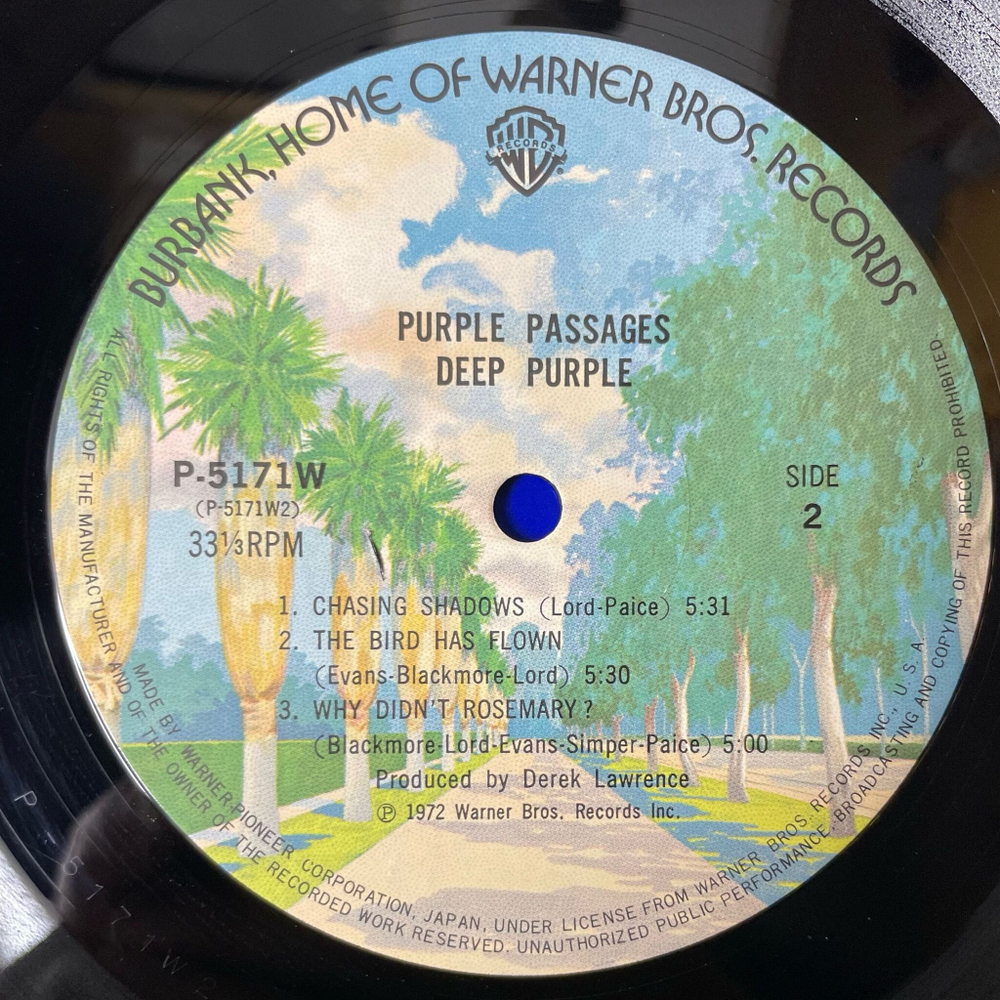 BURBANK, HOME OF WARNER BROS. RECORDS
WB RECORDS
PURPLE PASSAGES
DEEP PURPLE
P-5171W
(P-5171W2)
33⅓RPM
SIDE
2
1. CHASING SHADOWS (Lord-Paice) 5:31
2. THE BIRD HAS FLOWN
(Evans-Blackmore-Lord) 5:30
3. WHY DIDN'T ROSEMARY?
(Blackmore-Lord-Evans-Simper-Paice) 5:00
Produced by Derek Lawrence
℗ 1972 Warner Bros. Records Inc.
MADE BY WARNER-PIONEER CORPORATION, JAPAN, UNDER LICENSE FROM WARNER BROS. RECORDS INC., U. S. A.
ALL RIGHTS OF THE MANUFACTURER AND OF THE OWNER OF THE RECORDED WORK RESERVED. UNAUTHORIZED PUBLIC PERFORMANCE, BROADCASTING AND COPYING OF THIS RECORD PROHIBITED.
P 5171W